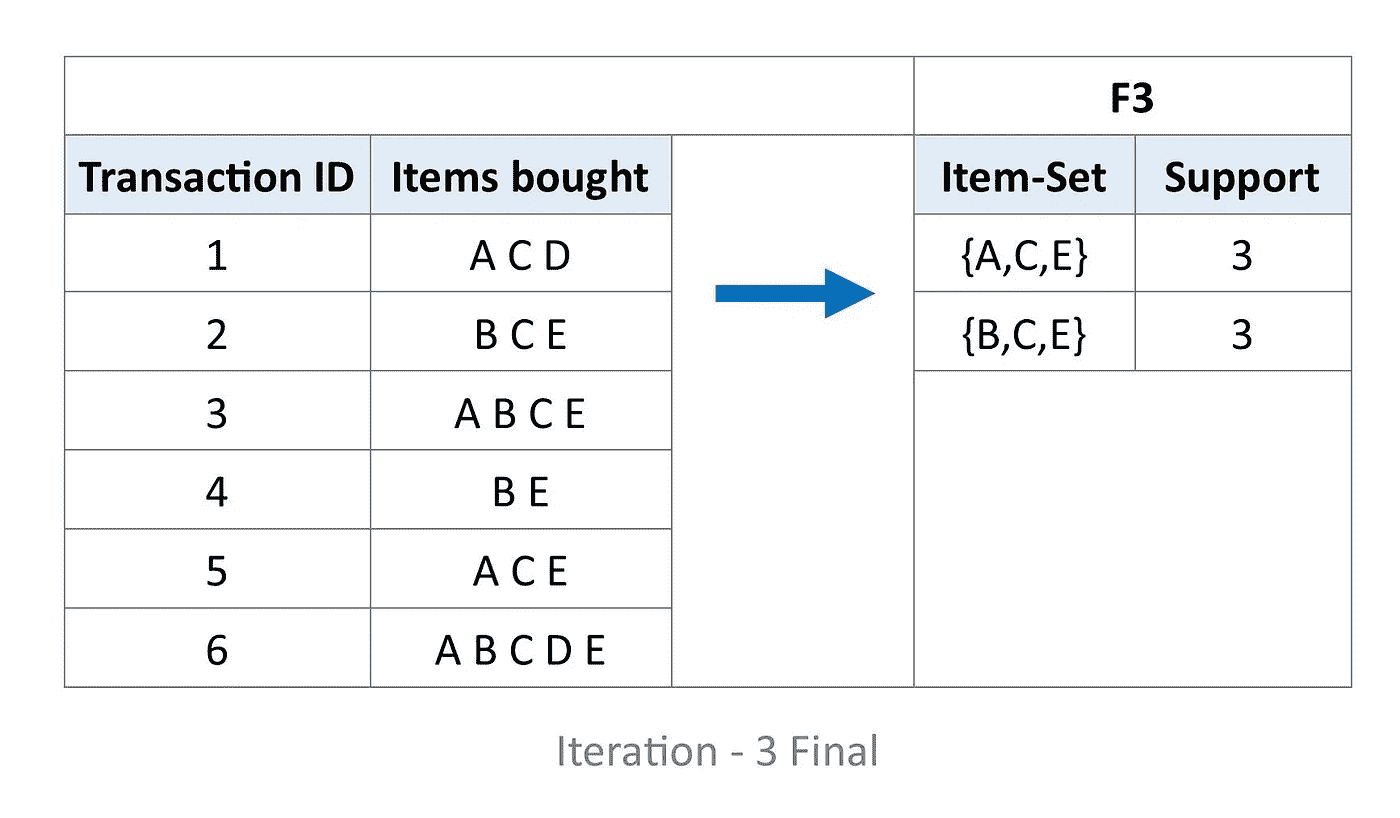 F3
Transaction ID Items bought Item-Set Support
1 A C D {A,C,E} 3
2 B C E {B,C,E} 3
3 A B C E
4 B E
5 A C E
6 A B C D E
Iteration - 3 Final